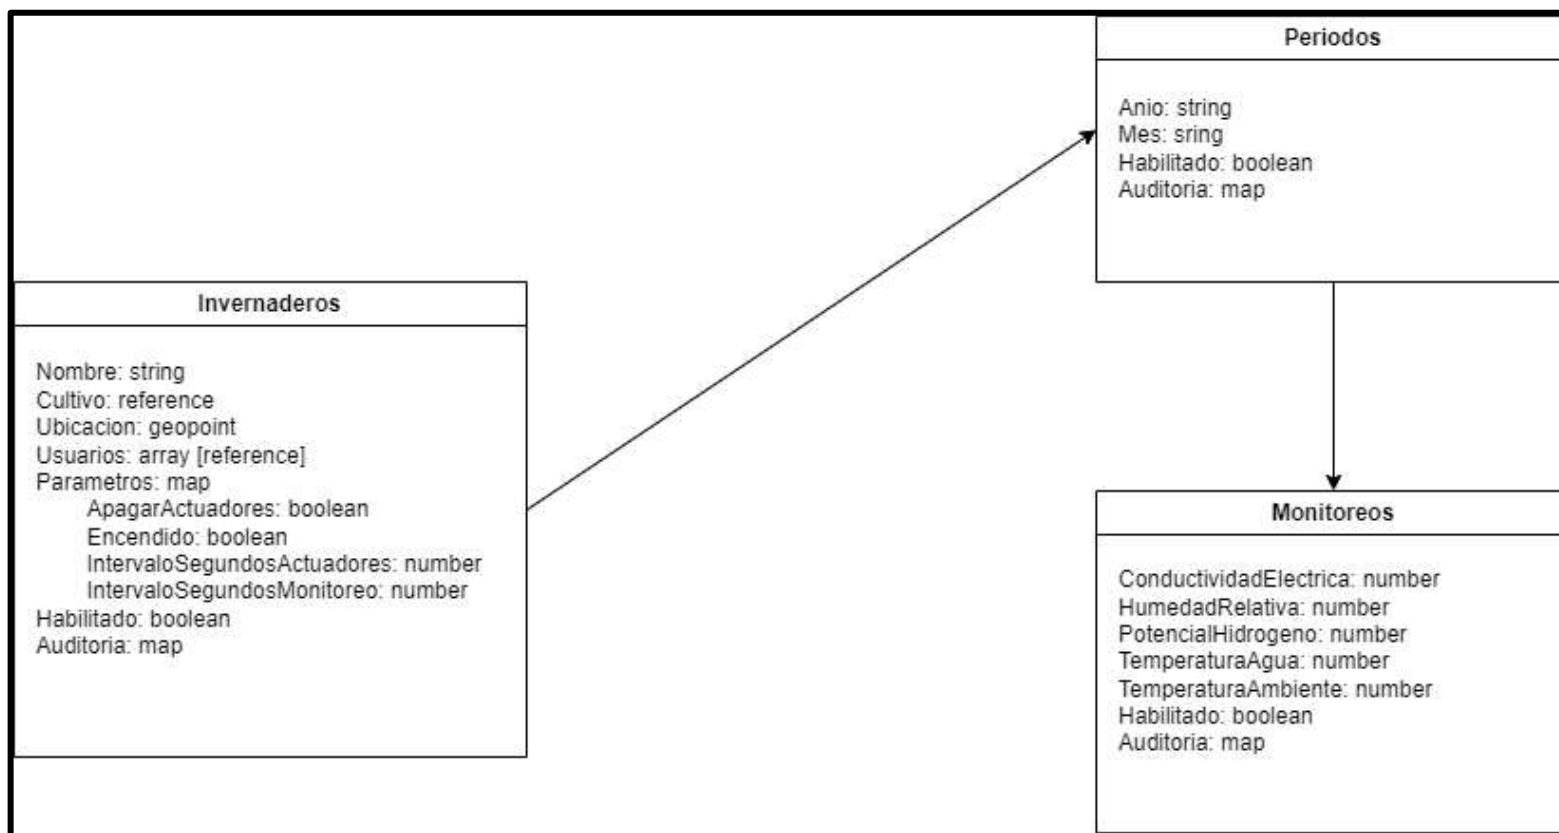 Periodos
Anio: string
Mes: sring
Habilitado: boolean
Auditoria: map
Invernaderos
Nombre: string
Cultivo: reference
Ubicacion: geopoint
Usuarios: array [reference]
Parametros: map
ApagarActuadores: boolean
Encendido: boolean
IntervaloSegundosActuadores: number
IntervaloSegundosMonitoreo: number
Habilitado: boolean
Auditoria: map
Monitoreos
ConductividadElectrica: number
HumedadRelativa: number
PotencialHidrogeno: number
TemperaturaAgua: number
TemperaturaAmbiente: number
Habilitado: boolean
Auditoria: map